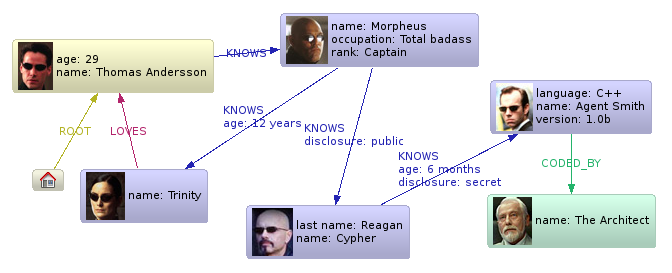 age: 29
name: Thomas Andersson
KNOWS
name: Morpheus
occupation: Total badass
rank: Captain
ROOT
LOVES
KNOWS
age: 12 years
KNOWS
disclosure: public
KNOWS
age: 6 months
disclosure: secret
language: C++
name: Agent Smith
version: 1.0b
CODED_BY
name: Trinity
last name: Reagan
name: Cypher
name: The Architect